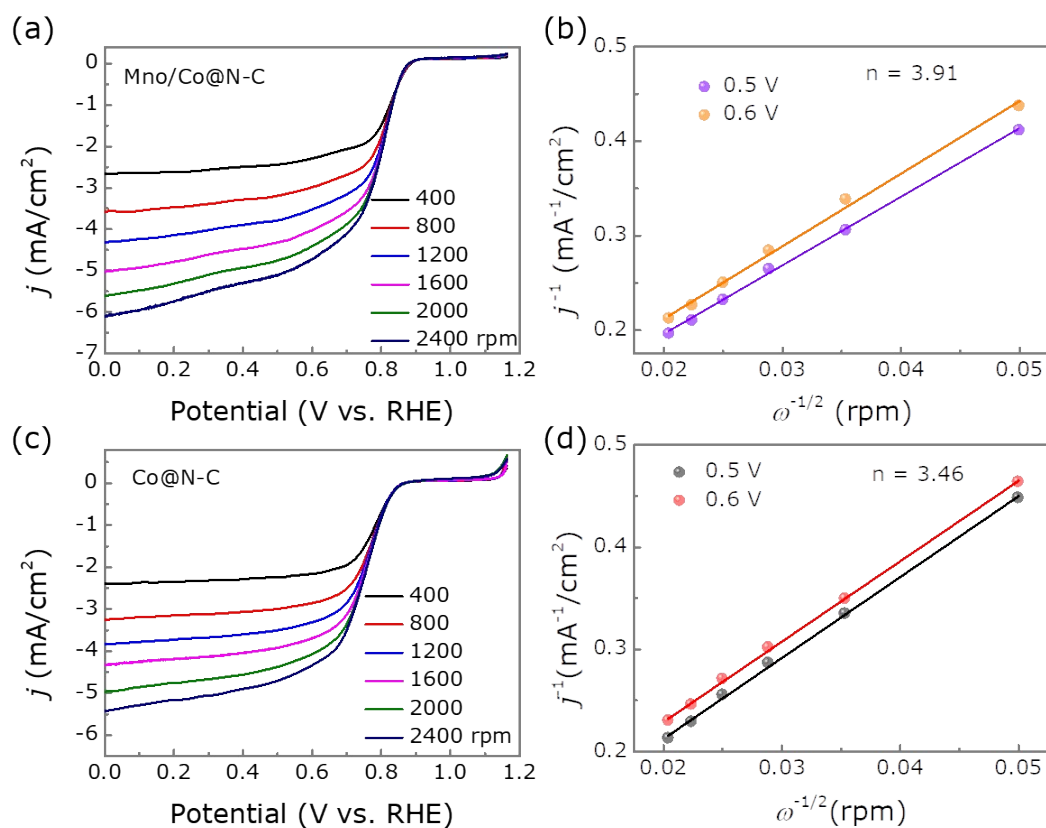 (a)
Mno/Co@N-C
j (mA/cm²)
0
-1
-2
-3
-4
-5
-6
-7
400
800
1200
1600
2000
2400 rpm
0.0 0.2 0.4 0.6 0.8 1.0 1.2
Potential (V vs. RHE)
(b)
n = 3.91
0.5 V
0.6 V
j⁻¹ (mA⁻¹/cm²)
0.5
0.4
0.3
0.2
0.02 0.03 0.04 0.05
ω⁻¹/² (rpm)
(c)
Co@N-C
j (mA/cm²)
0
-1
-2
-3
-4
-5
-6
400
800
1200
1600
2000
2400 rpm
0.0 0.2 0.4 0.6 0.8 1.0 1.2
Potential (V vs. RHE)
(d)
n = 3.46
0.5 V
0.6 V
j⁻¹(mA⁻¹/cm²)
0.5
0.4
0.3
0.2
0.02 0.03 0.04 0.05
ω⁻¹/²(rpm)